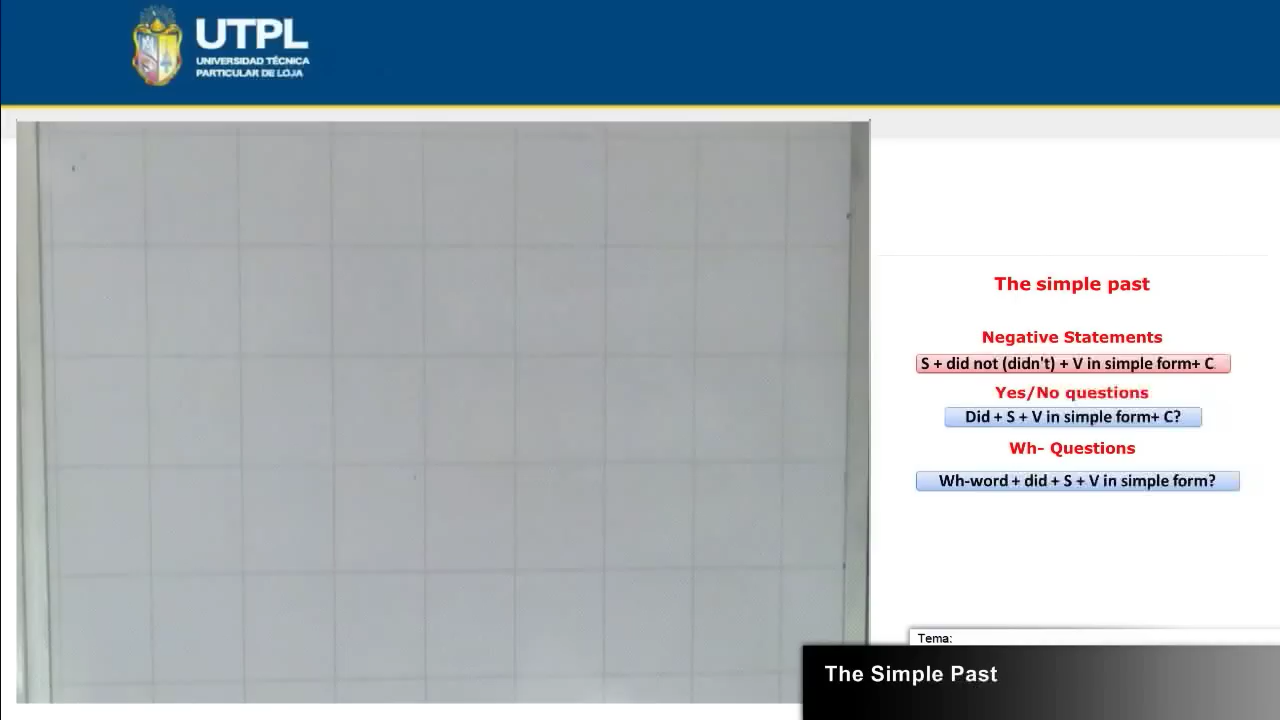 UTPL
UNIVERSIDAD TÉCNICA
PARTICULAR DE LOJA
The simple past
Negative Statements
S + did not (didn't) + V in simple form+ C
Yes/No questions
Did + S + V in simple form+ C?
Wh- Questions
Wh-word + did + S + V in simple form?
Tema:
The Simple Past